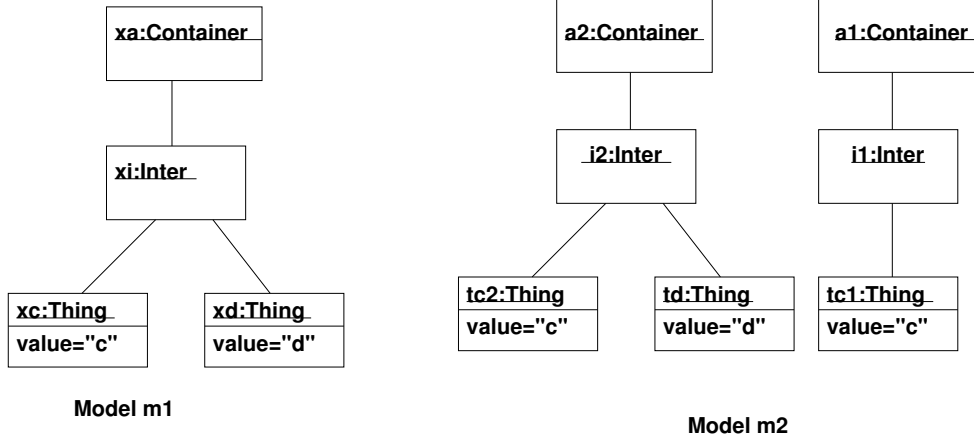 xa:Container
xi:Inter
xc:Thing
value="c"
xd:Thing
value="d"
Model m1
a2:Container
i2:Inter
tc2:Thing
value="c"
td:Thing
value="d"
a1:Container
i1:Inter
tc1:Thing
value="c"
Model m2